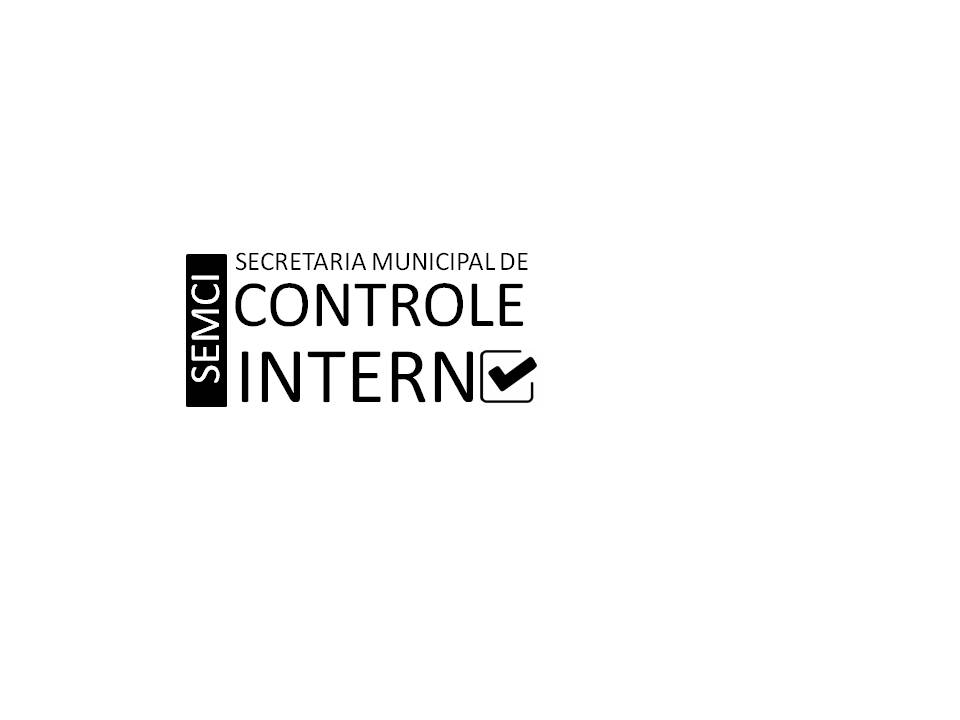 SEMCI
SECRETARIA MUNICIPAL DE
CONTROLE
INTERN